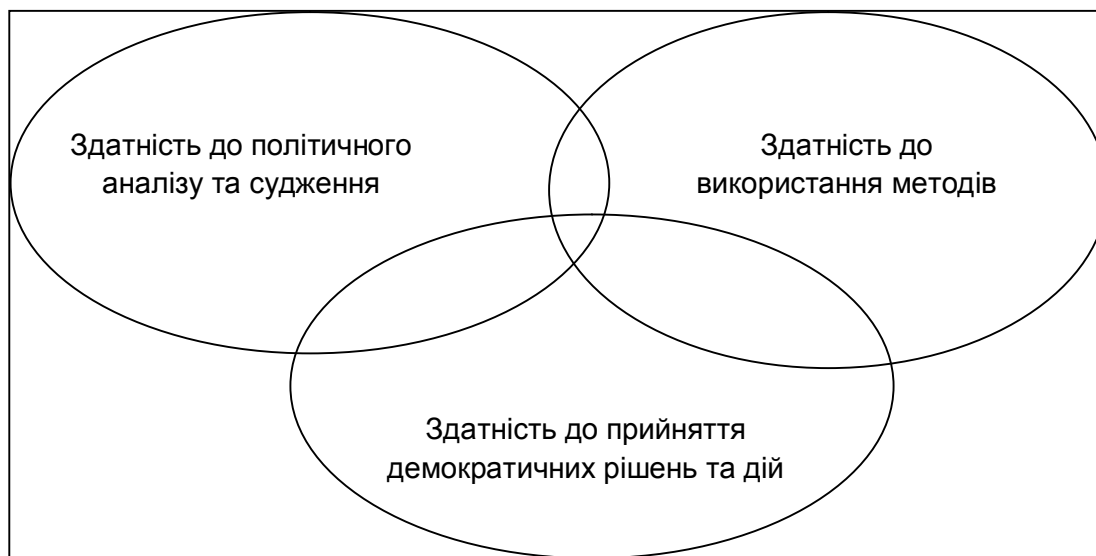 Здатність до політичного
аналізу та судження
Здатність до
використання методів
Здатність до прийняття
демократичних рішень та дій